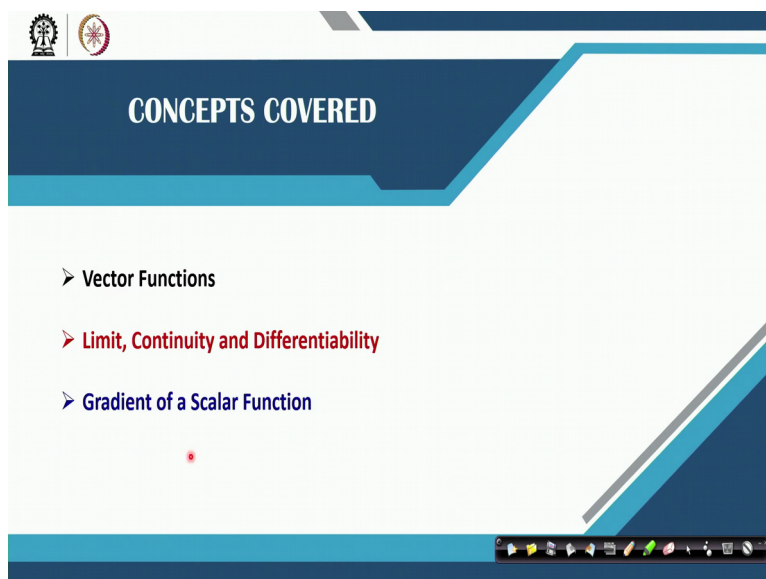 CONCEPTS COVERED
➤ Vector Functions
➤ Limit, Continuity and Differentiability
➤ Gradient of a Scalar Function